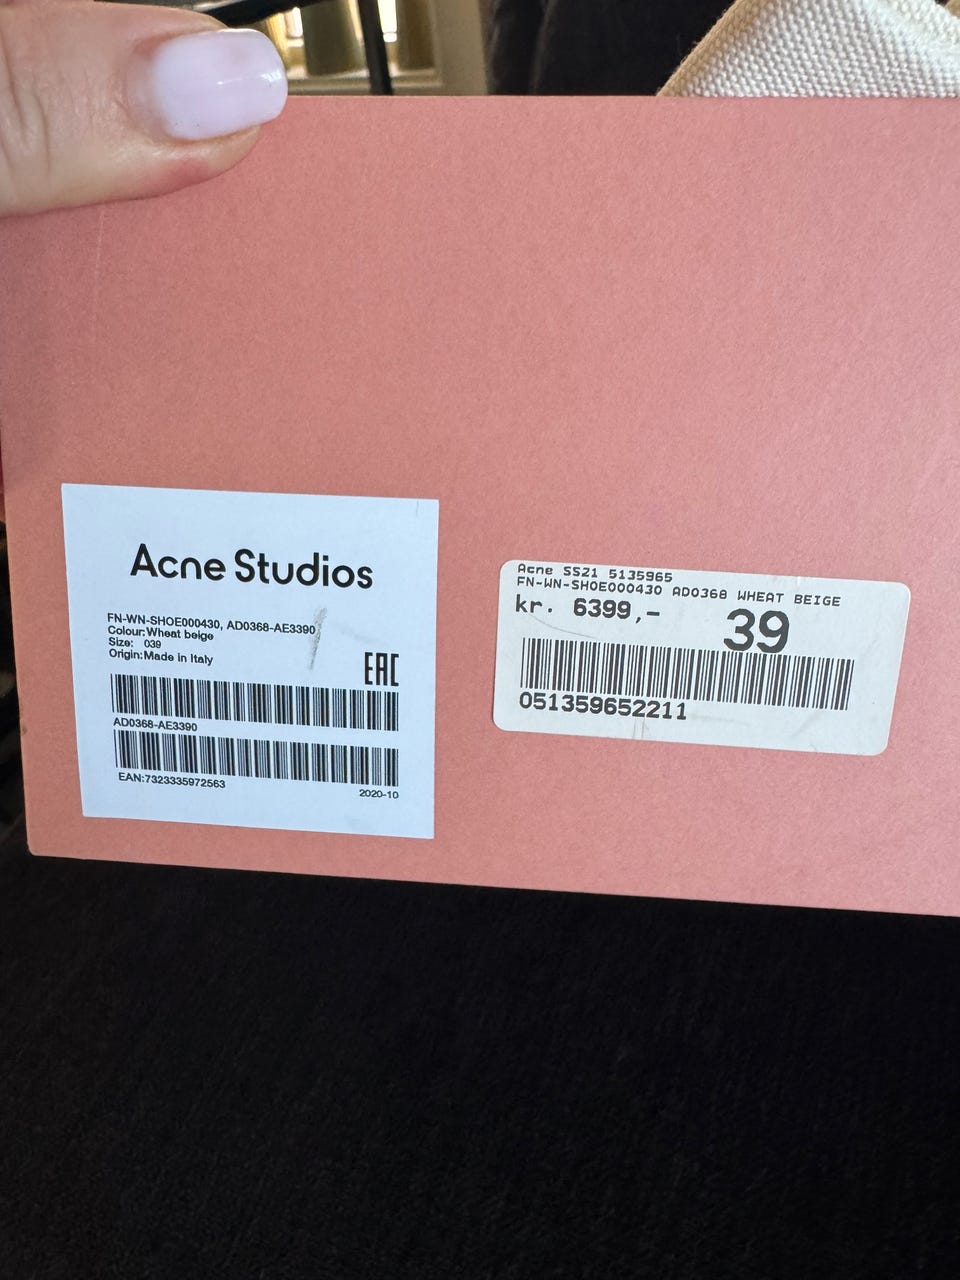 Acne Studios
FN-WN-SHOE000430, AD0368-AE3390
Colour:Wheat beige
Size: 039
Origin:Made in Italy
EAC
AD0368-AE3390
EAN:7323335972563
2020-10
Acne SS21 5135965
FN-WN-SHOE000430 AD0368 WHEAT BEIGE
kr. 6399,-
39
051359652211